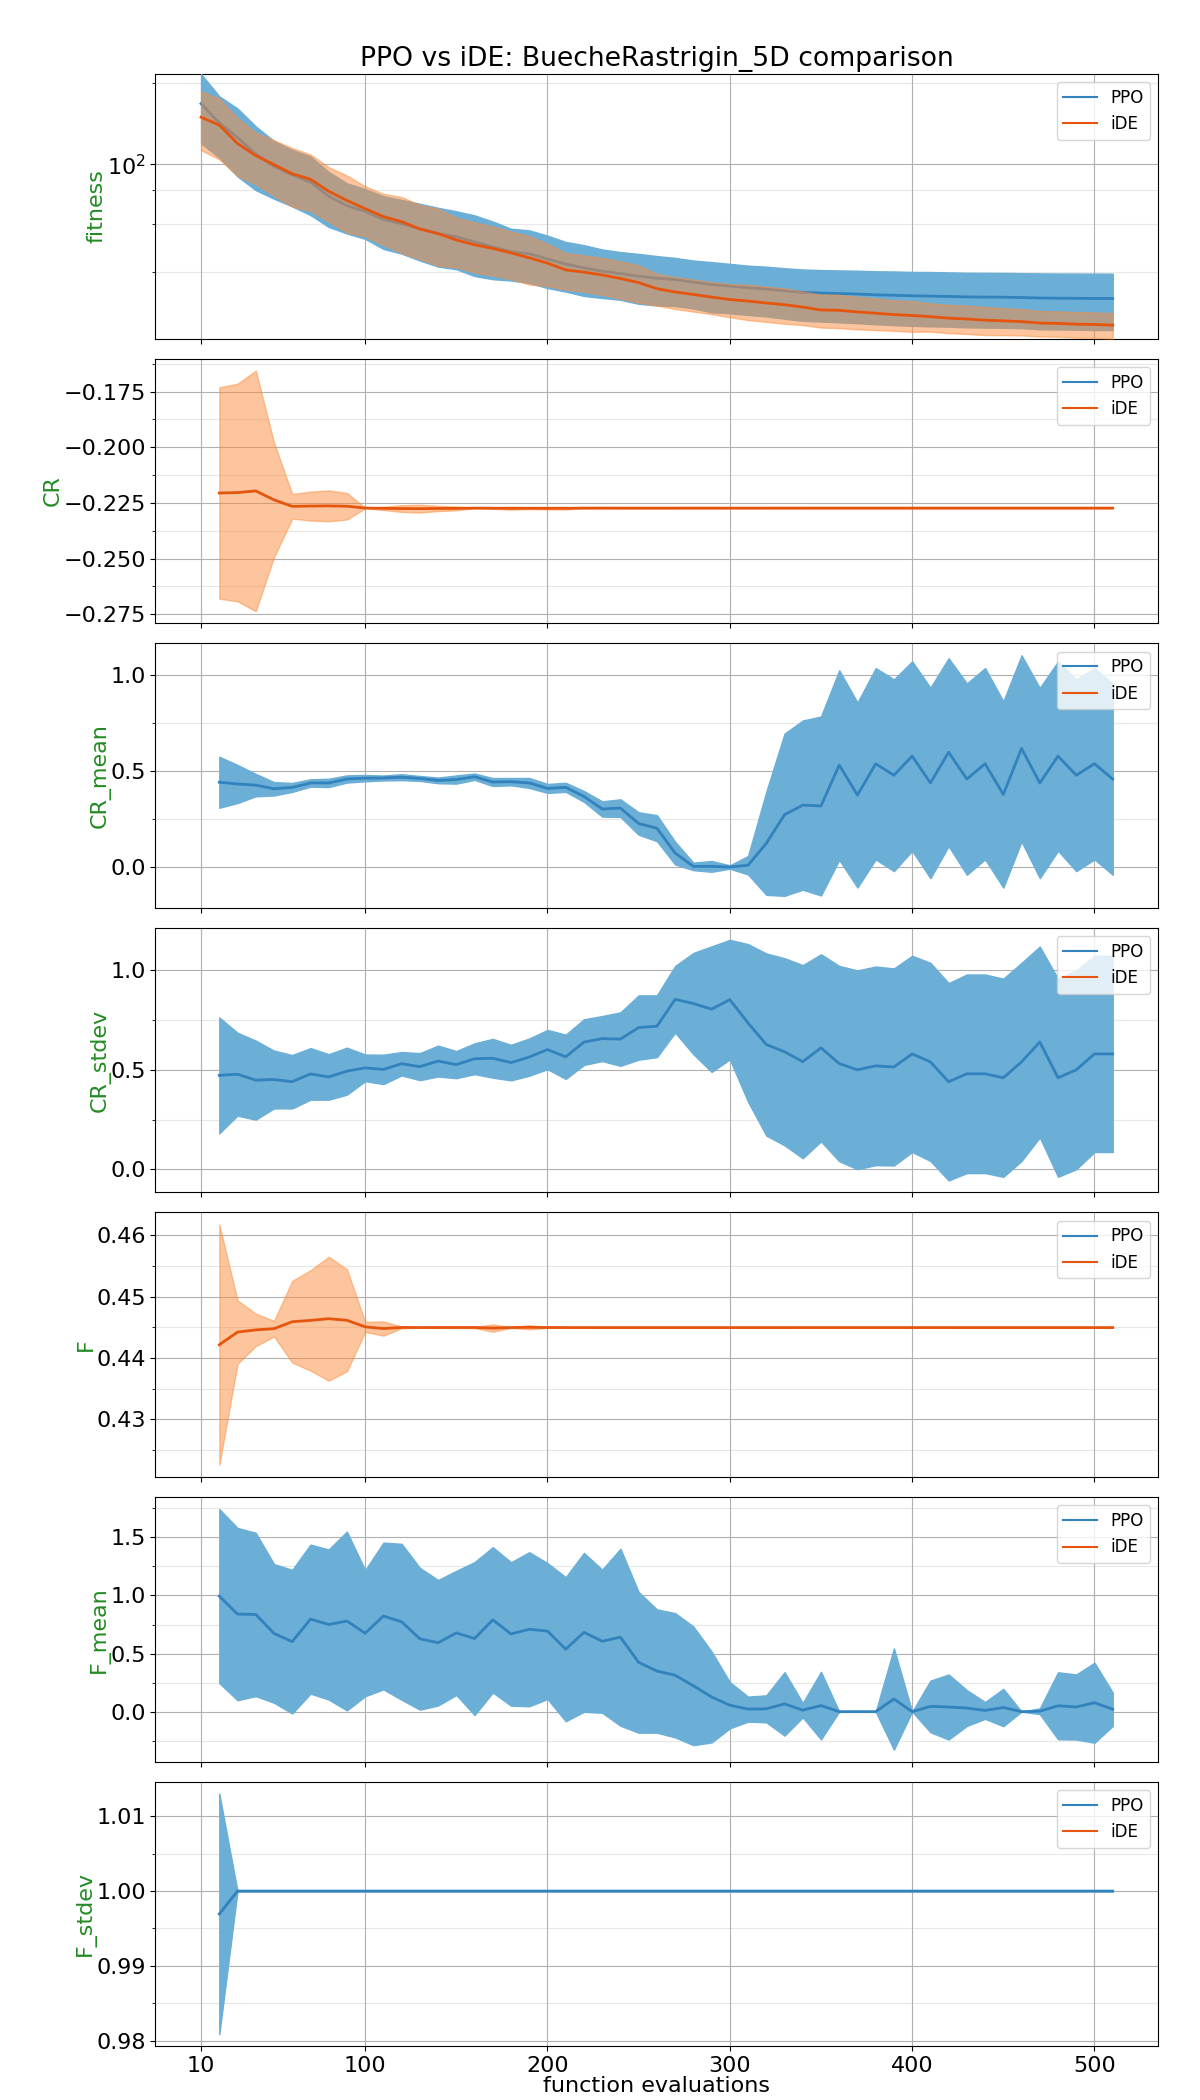 PPO vs iDE: BuecheRastrigin_5D comparison
fitness
10²
PPO
iDE
CR
−0.175
−0.200
−0.225
−0.250
−0.275
PPO
iDE
CR_mean
1.0
0.5
0.0
PPO
iDE
CR_stdev
1.0
0.5
0.0
PPO
iDE
F
0.46
0.45
0.44
0.43
PPO
iDE
F_mean
1.5
1.0
0.5
0.0
PPO
iDE
F_stdev
1.01
1.00
0.99
0.98
PPO
iDE
10 100 200 300 400 500
function evaluations